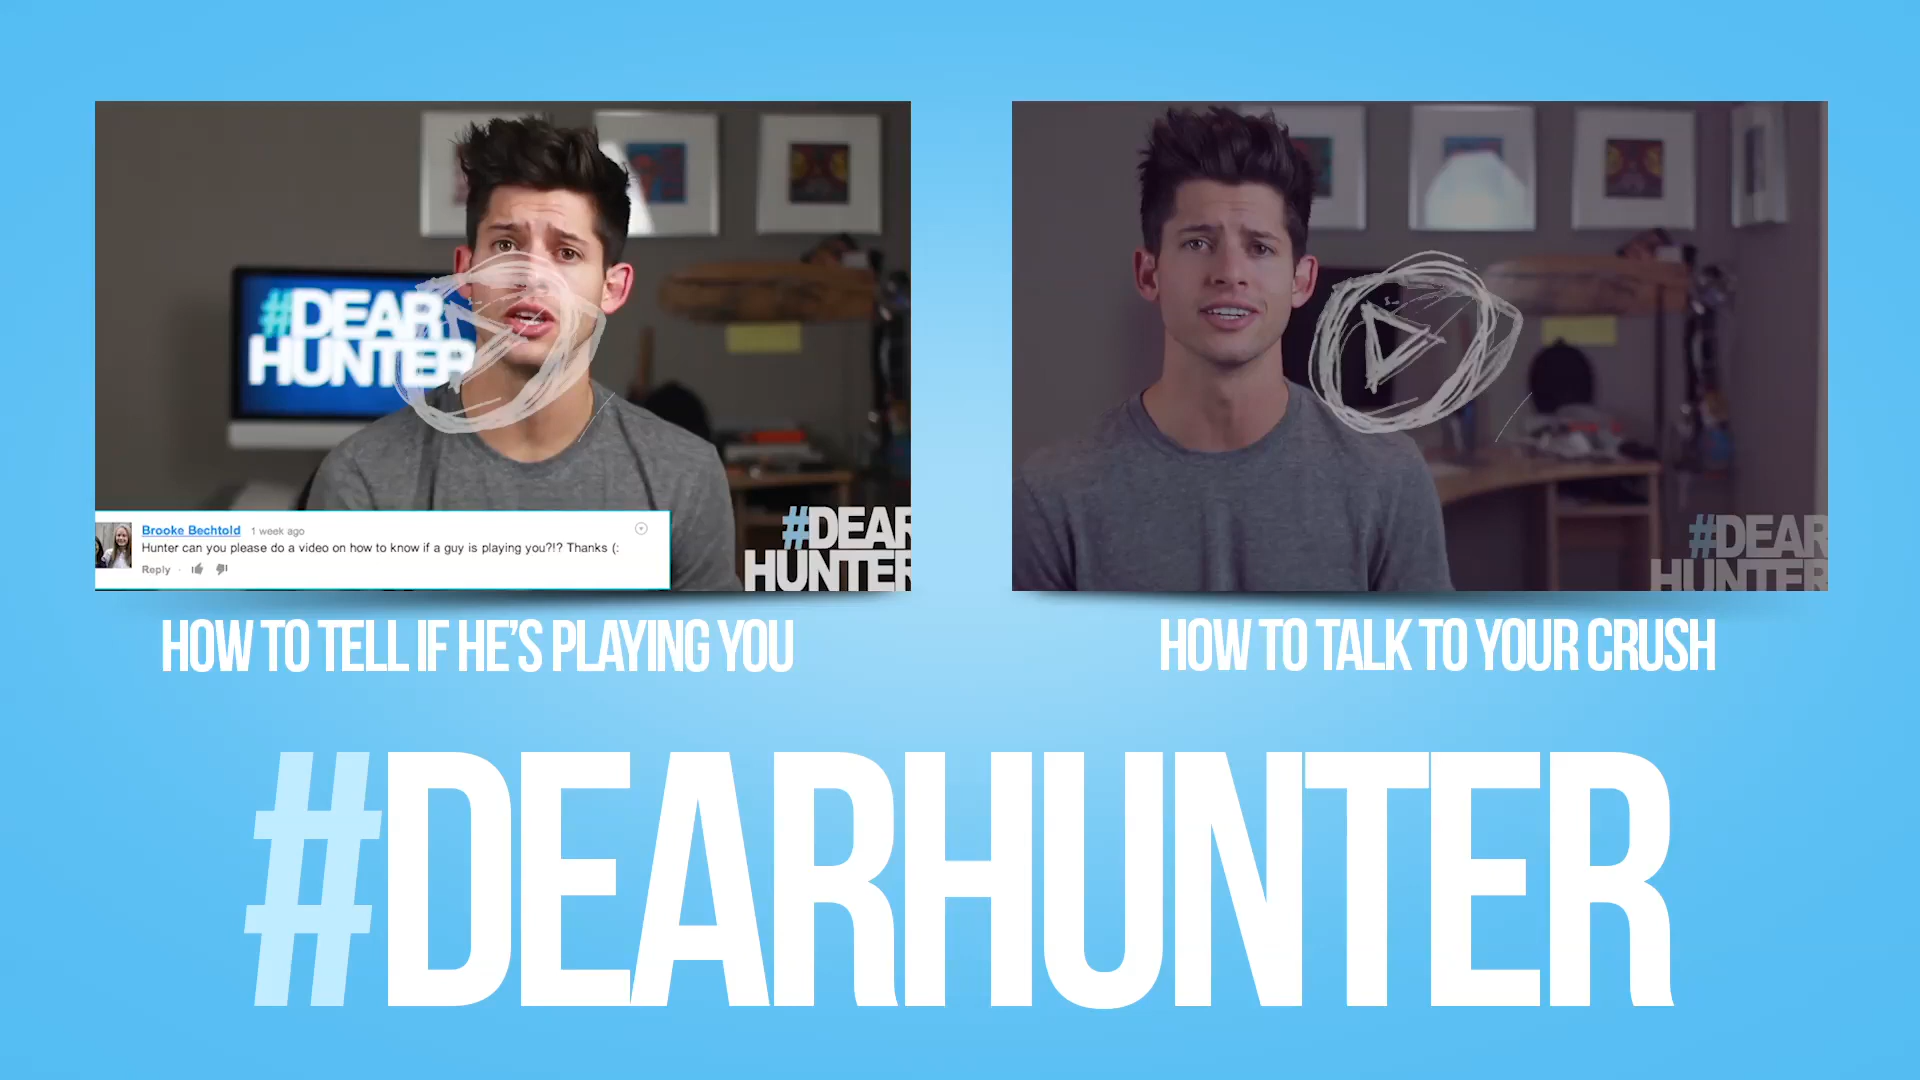 #DEAR
HUNTER
Brooke Bechtold 1 week ago
Hunter can you please do a video on how to know if a guy is playing you?!? Thanks (:
Reply ·
#DEAR
HUNTER
#DEAR
HUNTER
HOW TO TELL IF HE'S PLAYING YOU
HOW TO TALK TO YOUR CRUSH
#DEARHUNTER